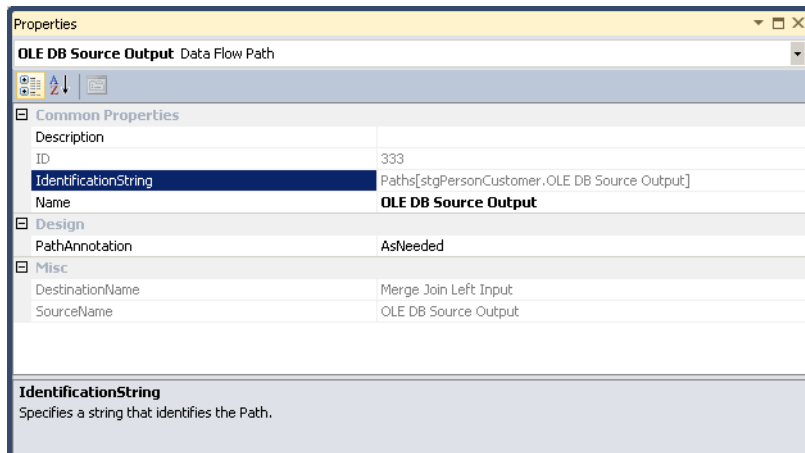 Properties
OLE DB Source Output Data Flow Path
Common Properties
Description
ID 333
IdentificationString Paths[stgPersonCustomer.OLE DB Source Output]
Name OLE DB Source Output
Design
PathAnnotation AsNeeded
Misc
DestinationName Merge Join Left Input
SourceName OLE DB Source Output
IdentificationString
Specifies a string that identifies the Path.